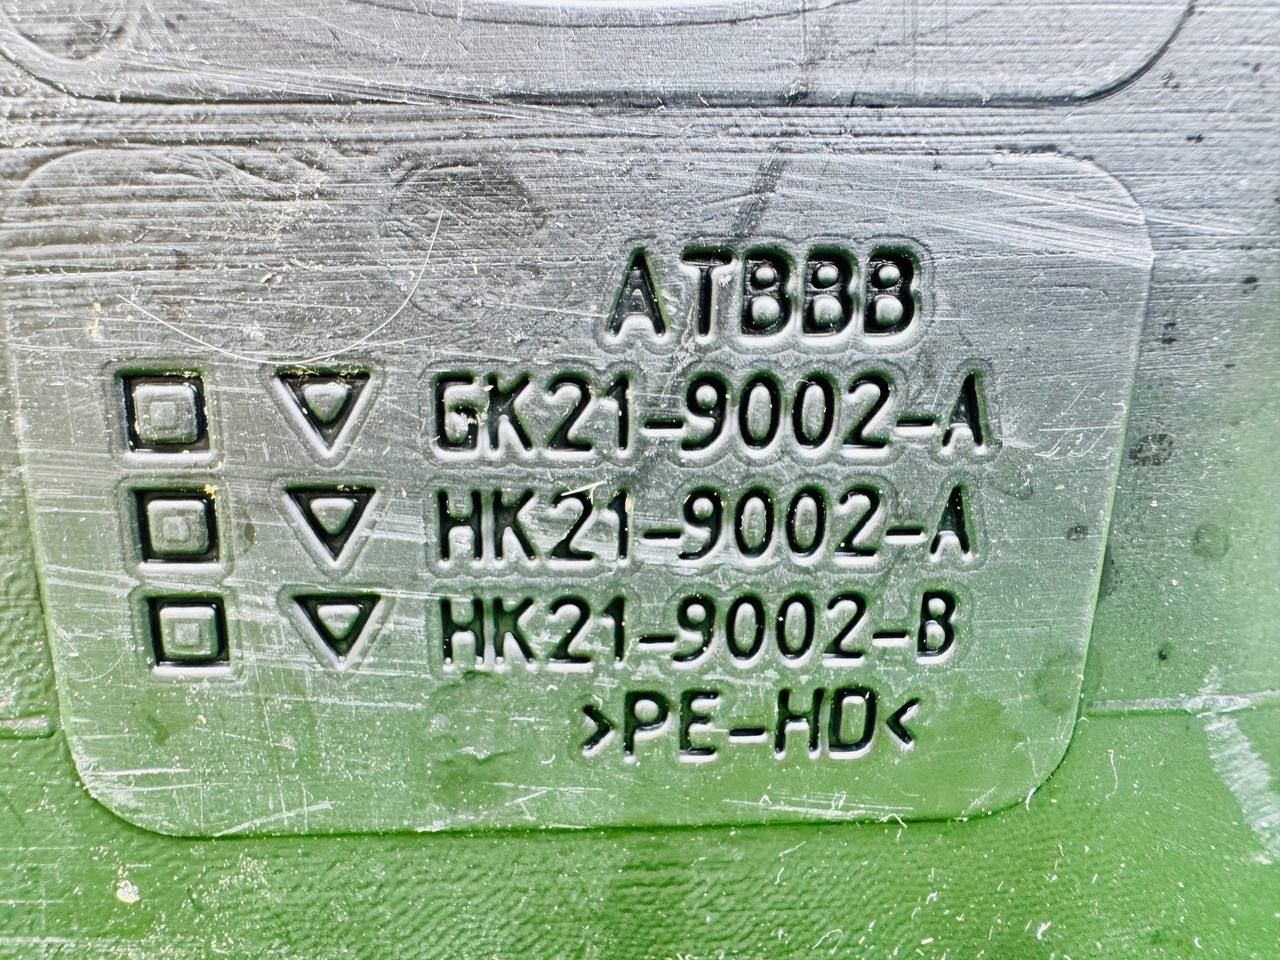 ATBBB
GK21-9002-A
HK21-9002-A
HK21-9002-B
>PE-HD<